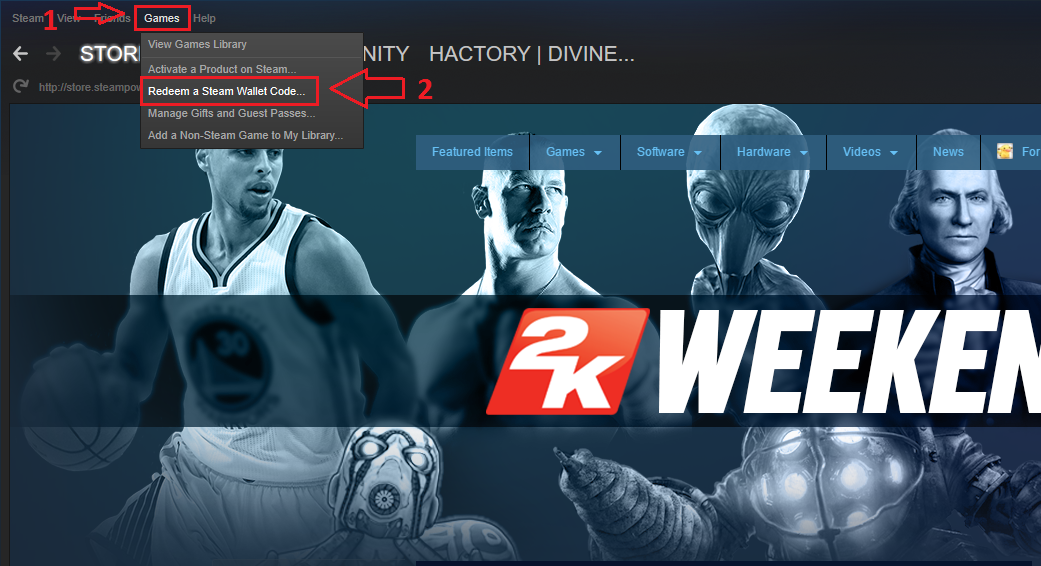 Steam View Friends Games Help
1
View Games Library
STOR NITY HACTORY | DIVINE...
Activate a Product on Steam...
http://store.steampow
Redeem a Steam Wallet Code...
2
Manage Gifts and Guest Passes...
Add a Non-Steam Game to My Library...
Featured Items Games Software Hardware Videos News For
30
2K WEEKEN